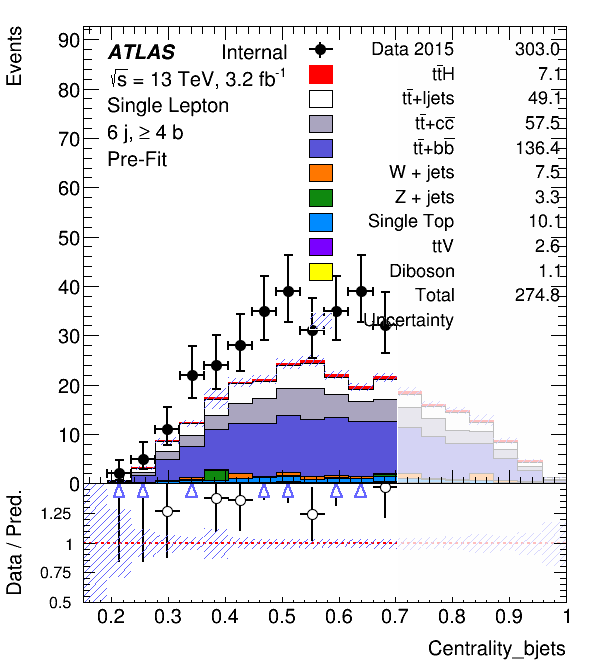 Events
90
80
70
60
50
40
30
20
10
0
ATLAS Internal
√s = 13 TeV, 3.2 fb⁻¹
Single Lepton
6 j, ≥ 4 b
Pre-Fit
Data 2015 303.0
tt̄H 7.1
tt̄+ljets 49.1
tt̄+cc̄ 57.5
tt̄+bb̄ 136.4
W + jets 7.5
Z + jets 3.3
Single Top 10.1
ttV 2.6
Diboson 1.1
Total 274.8
Uncertainty
Data / Pred.
1.25
1
0.75
0.5
0.2 0.3 0.4 0.5 0.6 0.7 0.8 0.9 1
Centrality_bjets